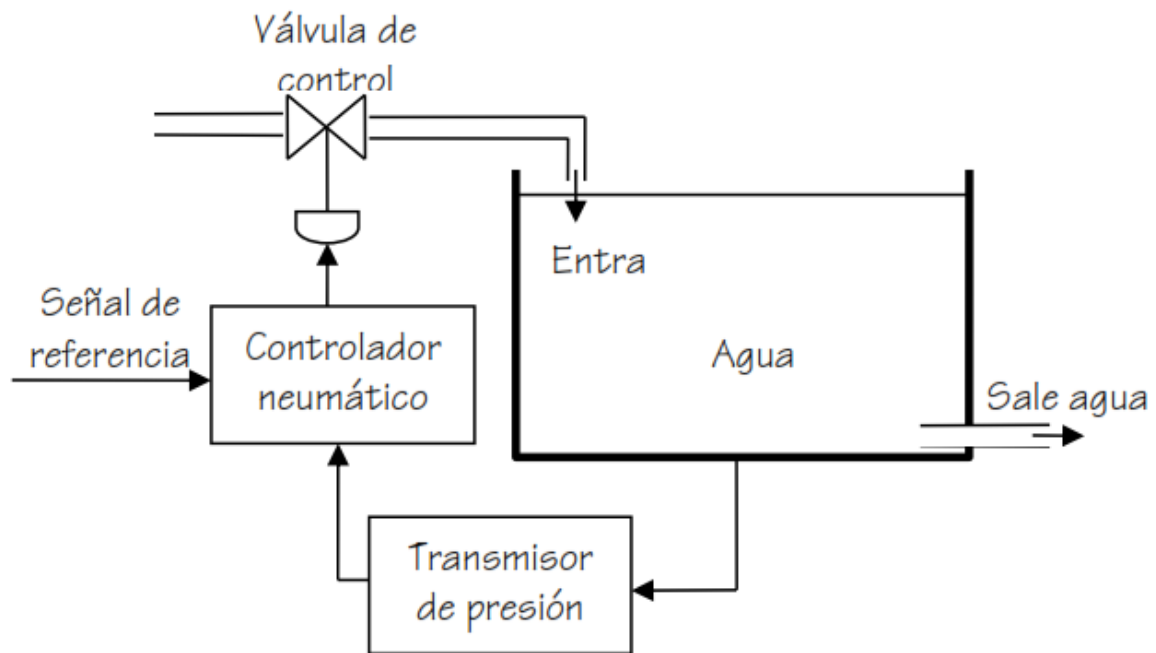 Válvula de
control
Entra
Señal de
referencia
Controlador
neumático
Agua
Sale agua
Transmisor
de presión